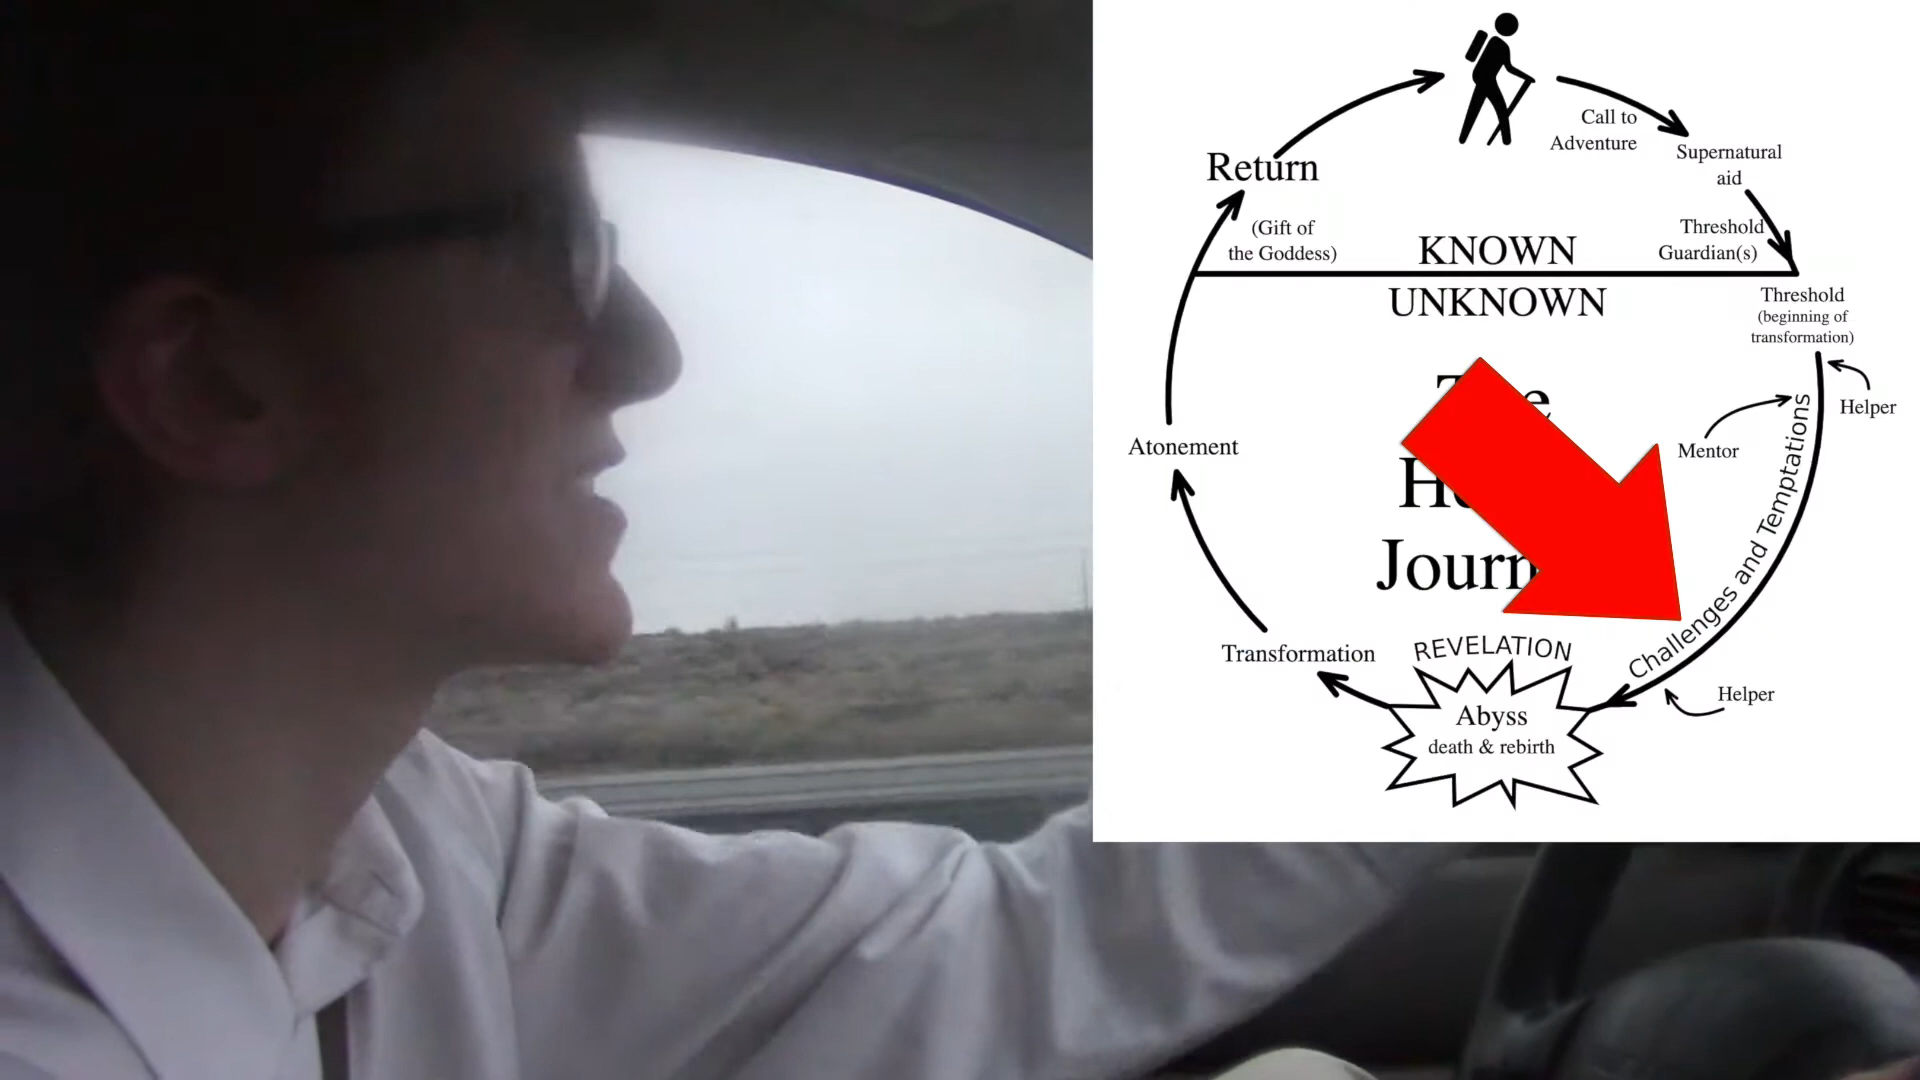 Call to
Adventure
Supernatural
aid
Return
(Gift of
the Goddess)
Threshold
Guardian(s)
KNOWN
UNKNOWN
Threshold
(beginning of
transformation)
Helper
Mentor
Challenges and Temptations
Atonement
Transformation
REVELATION
Abyss
death & rebirth
Helper